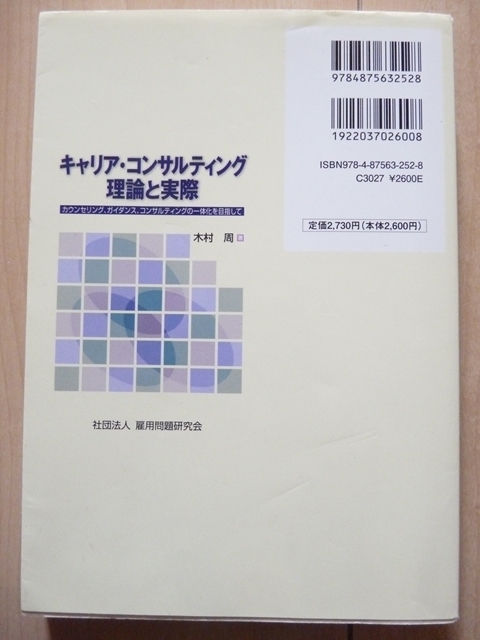 9784875632528
1922037026008
ISBN978-4-87563-252-8
C3027 ¥2600E
定価2,730円(本体2,600円)
キャリア・コンサルティング
理論と実際
カウンセリング、ガイダンス、コンサルティングの一体化を目指して
木村 周
社団法人 雇用問題研究会